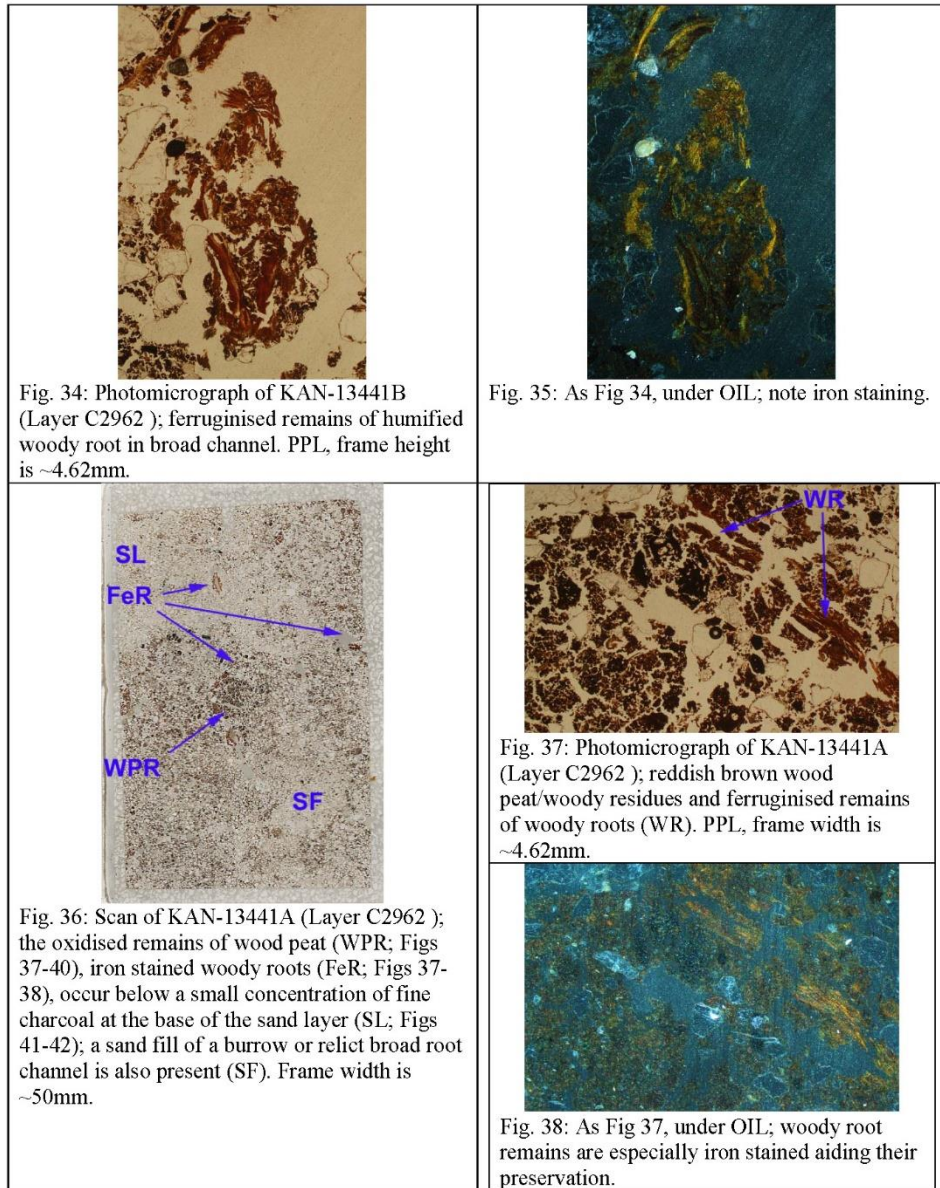 Fig. 34: Photomicrograph of KAN-13441B
(Layer C2962 ); ferruginised remains of humified
woody root in broad channel. PPL, frame height
is ~4.62mm.
Fig. 35: As Fig 34, under OIL; note iron staining.
SL
FeR
WPR
SF
Fig. 36: Scan of KAN-13441A (Layer C2962 );
the oxidised remains of wood peat (WPR; Figs
37-40), iron stained woody roots (FeR; Figs 37-
38), occur below a small concentration of fine
charcoal at the base of the sand layer (SL; Figs
41-42); a sand fill of a burrow or relict broad root
channel is also present (SF). Frame width is
~50mm.
WR
Fig. 37: Photomicrograph of KAN-13441A
(Layer C2962 ); reddish brown wood
peat/woody residues and ferruginised remains
of woody roots (WR). PPL, frame width is
~4.62mm.
Fig. 38: As Fig 37, under OIL; woody root
remains are especially iron stained aiding their
preservation.